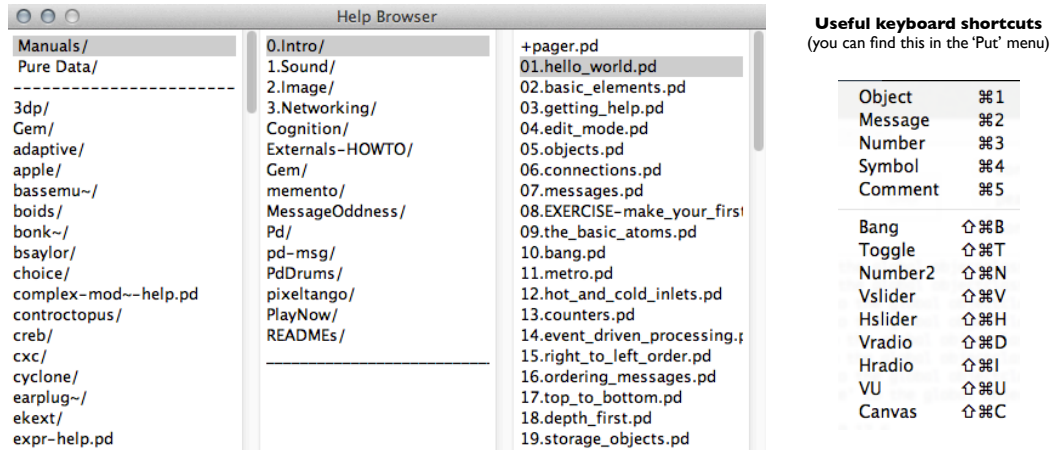 Help Browser
Manuals/
Pure Data/
------------------------
3dp/
Gem/
adaptive/
apple/
bassemu~/
boids/
bonk~/
bsaylor/
choice/
complex-mod~-help.pd
controctopus/
creb/
cxc/
cyclone/
earplug~/
ekext/
expr-help.pd
0.Intro/
1.Sound/
2.Image/
3.Networking/
Cognition/
Externals-HOWTO/
Gem/
memento/
MessageOddness/
Pd/
pd-msg/
PdDrums/
pixeltango/
PlayNow/
READMEs/
+pager.pd
01.hello_world.pd
02.basic_elements.pd
03.getting_help.pd
04.edit_mode.pd
05.objects.pd
06.connections.pd
07.messages.pd
08.EXERCISE-make_your_first
09.the_basic_atoms.pd
10.bang.pd
11.metro.pd
12.hot_and_cold_inlets.pd
13.counters.pd
14.event_driven_processing.p
15.right_to_left_order.pd
16.ordering_messages.pd
17.top_to_bottom.pd
18.depth_first.pd
19.storage_objects.pd
Useful keyboard shortcuts
(you can find this in the ‘Put’ menu)
Object ⌘1
Message ⌘2
Number ⌘3
Symbol ⌘4
Comment ⌘5
Bang ⇧⌘B
Toggle ⇧⌘T
Number2 ⇧⌘N
Vslider ⇧⌘V
Hslider ⇧⌘H
Vradio ⇧⌘D
Hradio ⇧⌘I
VU ⇧⌘U
Canvas ⇧⌘C